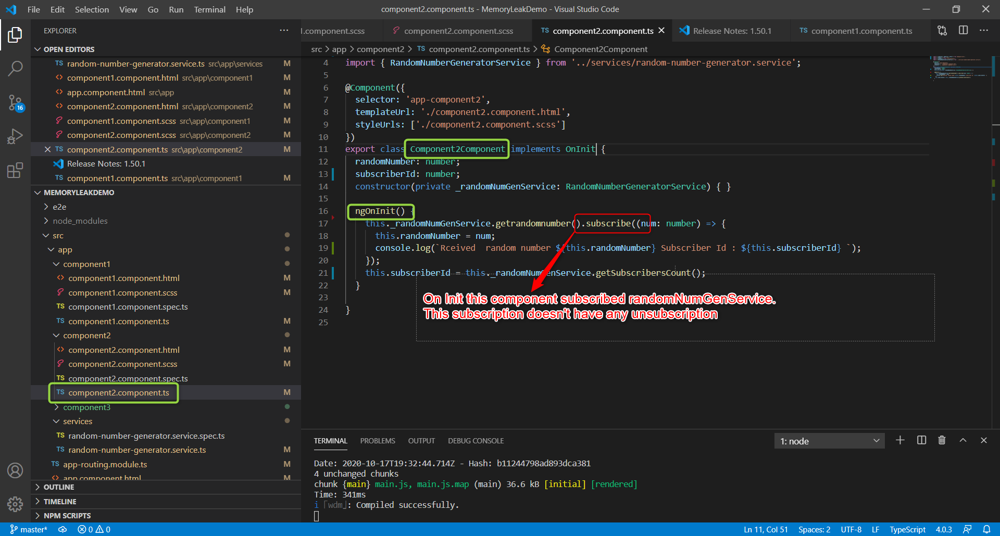 File Edit Selection View Go Run Terminal Help component2.component.ts - MemoryLeakDemo - Visual Studio Code
EXPLORER ...
OPEN EDITORS
TS random-number-generator.service.ts src\app\services M
<> component1.component.html src\app\component1 M
<> app.component.html src\app M
<> component2.component.html src\app\component2 M
component1.component.scss src\app\component1 M
component2.component.scss src\app\component2 M
TS component2.component.ts src\app\component2 M
Release Notes: 1.50.1
TS component1.component.ts src\app\component1 M
MEMORYLEAKDEMO
e2e
node_modules
src
app
component1
<> component1.component.html M
component1.component.scss M
TS component1.component.spec.ts
TS component1.component.ts M
component2
<> component2.component.html M
component2.component.scss M
TS component2.component.spec.ts
TS component2.component.ts M
component3
services
TS random-number-generator.service.spec.ts
TS random-number-generator.service.ts M
TS app-routing.module.ts M
<> app.component.html M
OUTLINE
TIMELINE
NPM SCRIPTS
16
1.component.scss component2.component.scss TS component2.component.ts Release Notes: 1.50.1 TS component1.component.ts ...
src > app > component2 > TS component2.component.ts > Component2Component
4 import { RandomNumberGeneratorService } from '../services/random-number-generator.service';
5
6 @Component({
7 selector: 'app-component2',
8 templateUrl: './component2.component.html',
9 styleUrls: ['./component2.component.scss']
10 })
11 export class Component2Component implements OnInit {
12 randomNumber: number;
13 subscriberId: number;
14 constructor(private _randomNumGenService: RandomNumberGeneratorService) { }
15
16 ngOnInit() {
17 this._randomNumGenService.getrandomnumber().subscribe((num: number) => {
18 this.randomNumber = num;
19 console.log(`Rceived  random number ${this.randomNumber} Subscriber Id : ${this.subscriberId} `);
20 });
21 this.subscriberId = this._randomNumGenService.getSubscribersCount();
22 }
23
24 }
25
On Init this component subscribed randomNumGenService.
This subscription doesn't have any unsubscription
TERMINAL PROBLEMS OUTPUT DEBUG CONSOLE 1: node
Date: 2020-10-17T19:32:44.714Z - Hash: b11244798ad893dca381
4 unchanged chunks
chunk {main} main.js, main.js.map (main) 36.6 kB [initial] [rendered]
Time: 341ms
i ｢wdm｣: Compiled successfully.
master* 0 0 Ln 11, Col 51 Spaces: 2 UTF-8 LF TypeScript 4.0.3